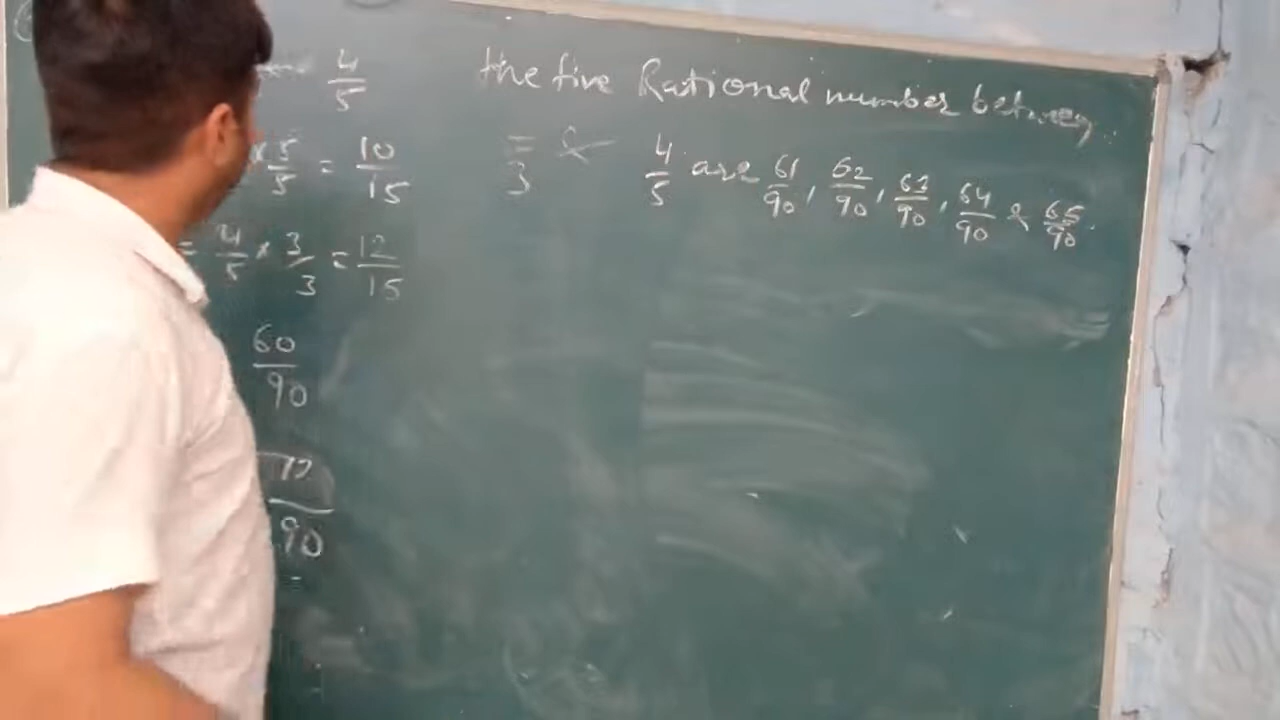 4/5
the five Rational number between
× 5/5 = 10/15
3 & 4/5 are 61/90, 62/90, 63/90, 64/90 & 65/90.
= 4/5 × 3/3 = 12/15
60/90
72/90